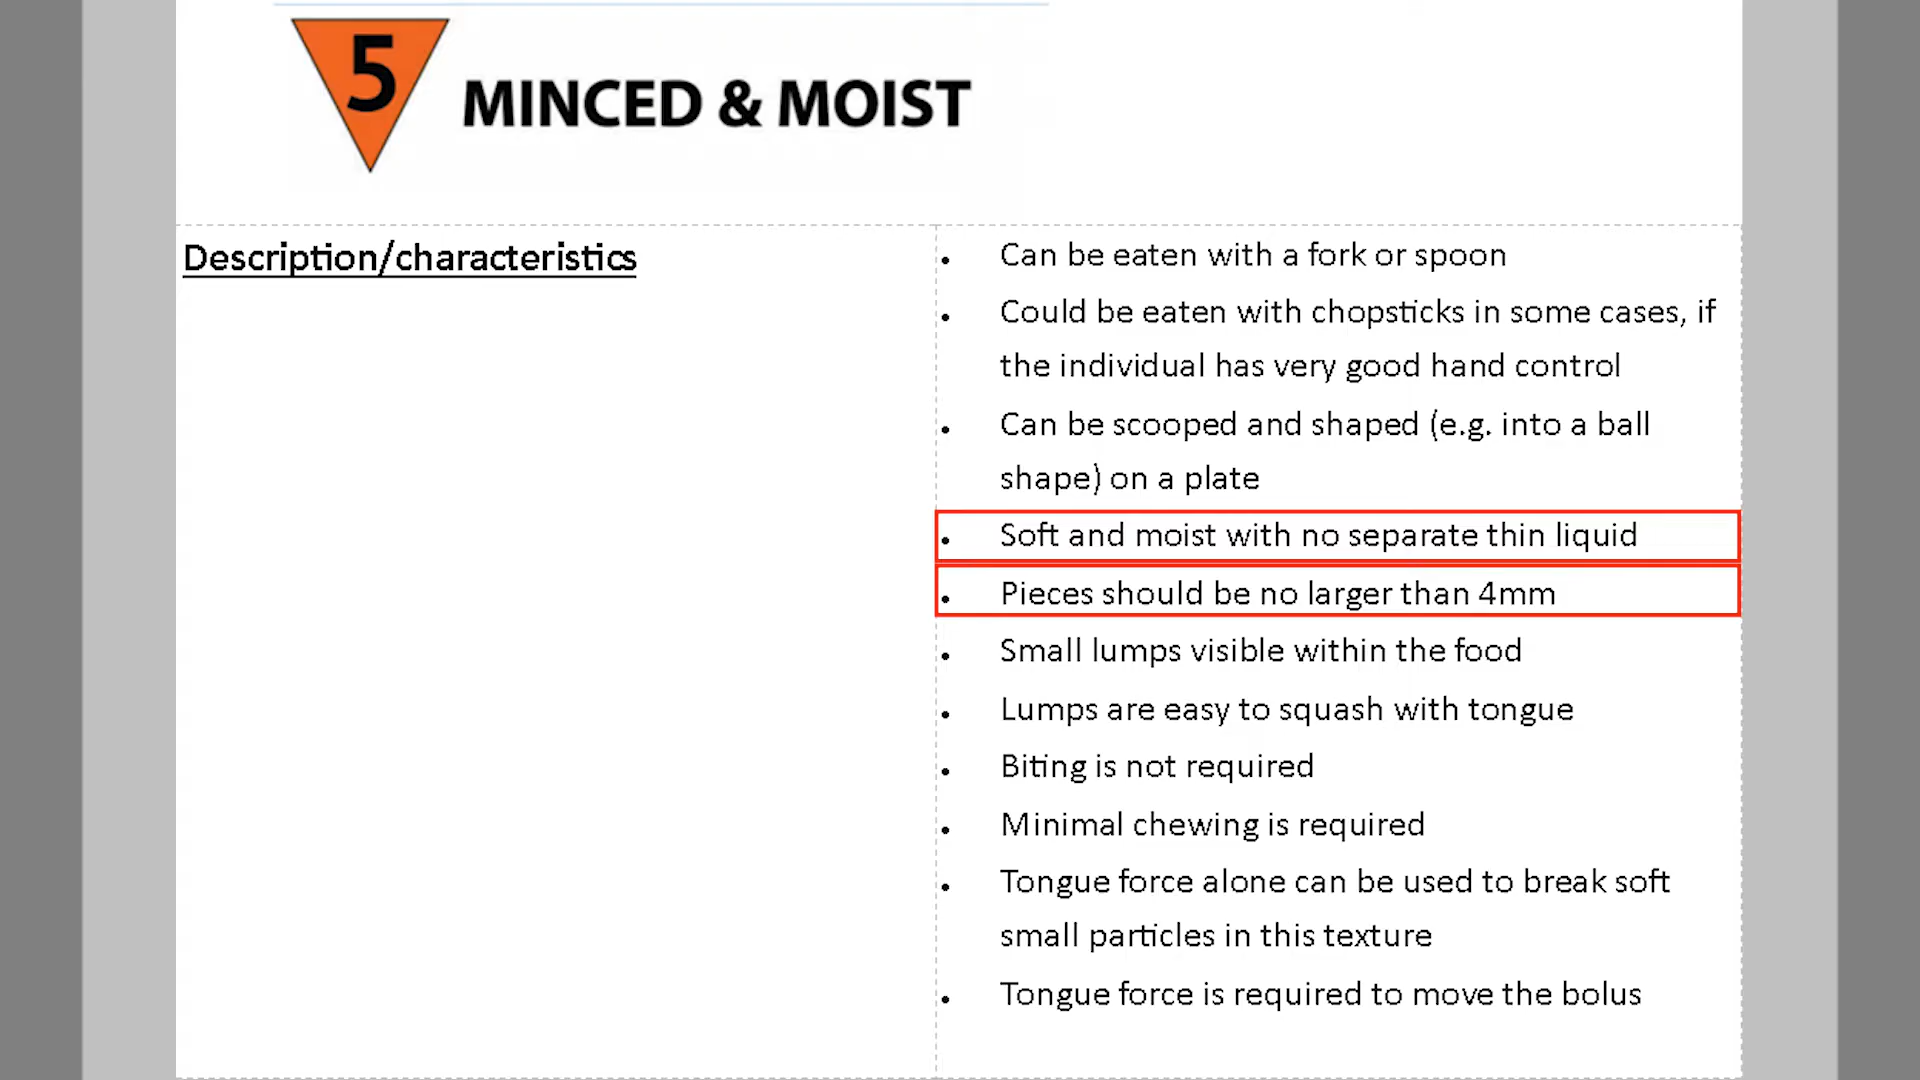 5
MINCED & MOIST
Description/characteristics
• Can be eaten with a fork or spoon
• Could be eaten with chopsticks in some cases, if
the individual has very good hand control
• Can be scooped and shaped (e.g. into a ball
shape) on a plate
• Soft and moist with no separate thin liquid
• Pieces should be no larger than 4mm
• Small lumps visible within the food
• Lumps are easy to squash with tongue
• Biting is not required
• Minimal chewing is required
• Tongue force alone can be used to break soft
small particles in this texture
• Tongue force is required to move the bolus